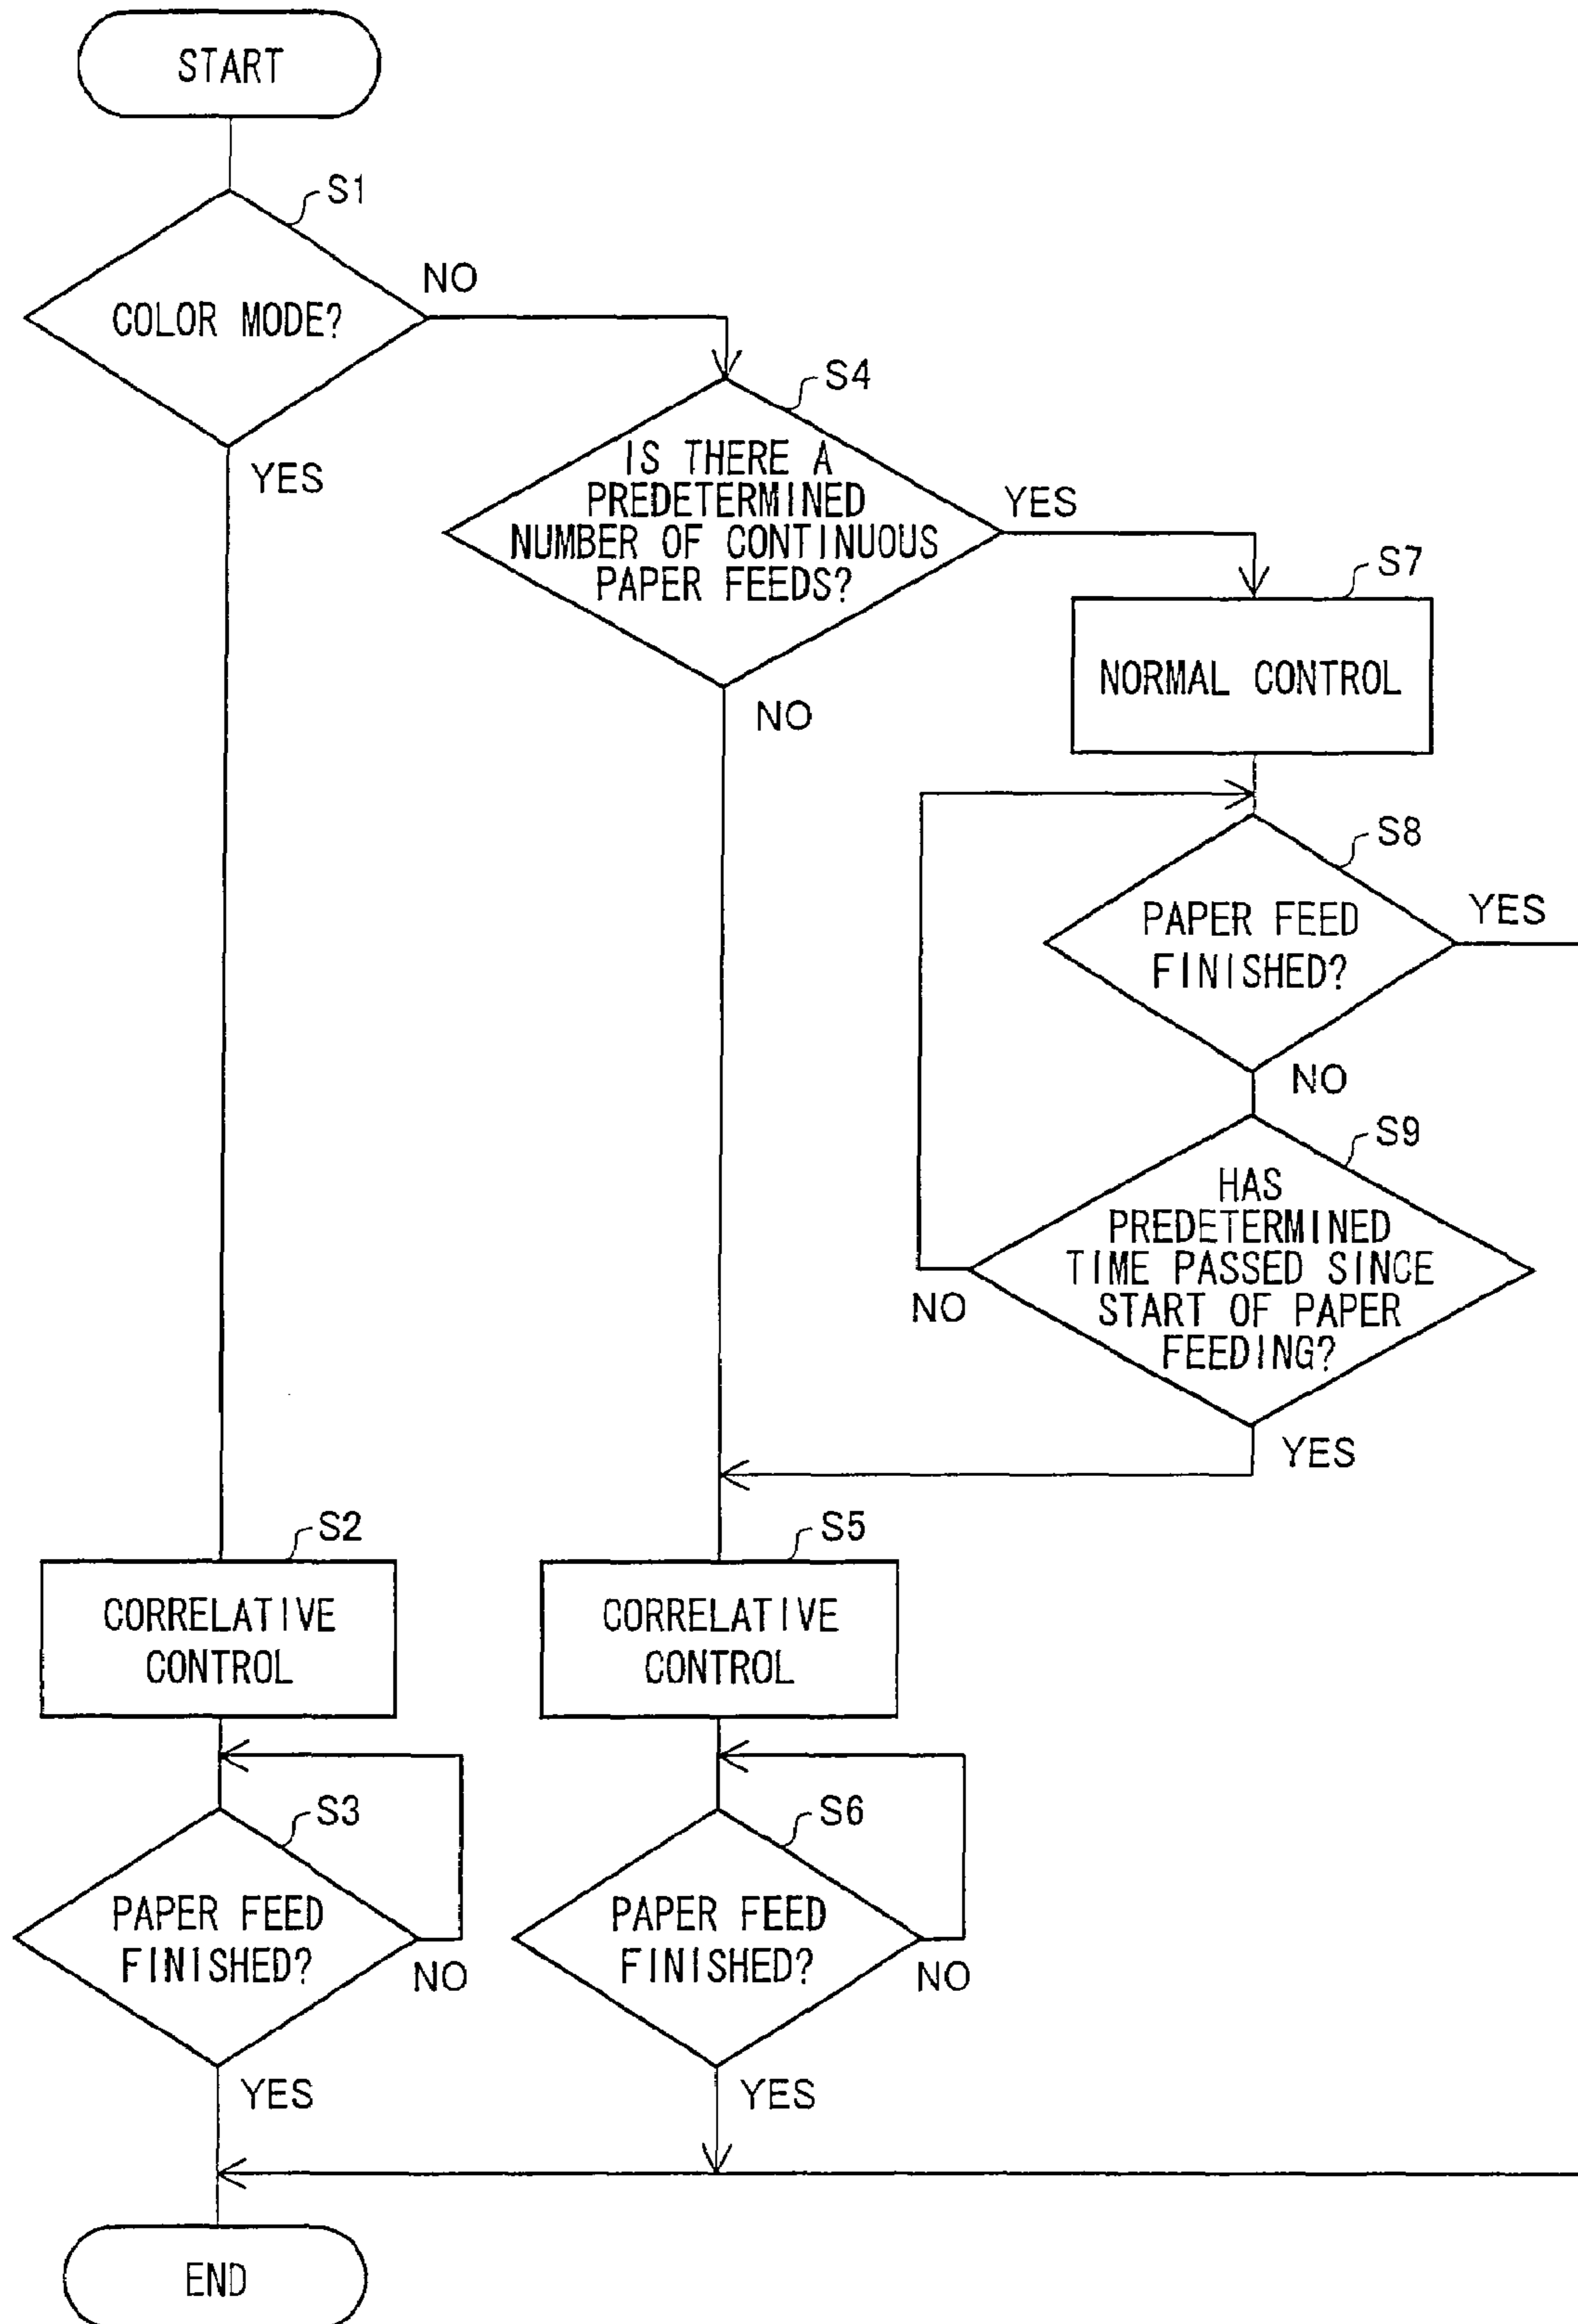 START
S1
COLOR MODE?
NO
YES
S4
IS THERE A
PREDETERMINED
NUMBER OF CONTINUOUS
PAPER FEEDS?
YES
NO
S7
NORMAL CONTROL
S8
PAPER FEED
FINISHED?
YES
NO
S9
HAS
PREDETERMINED
TIME PASSED SINCE
START OF PAPER
FEEDING?
NO
YES
S2
CORRELATIVE
CONTROL
S3
PAPER FEED
FINISHED?
NO
YES
S5
CORRELATIVE
CONTROL
S6
PAPER FEED
FINISHED?
NO
YES
END